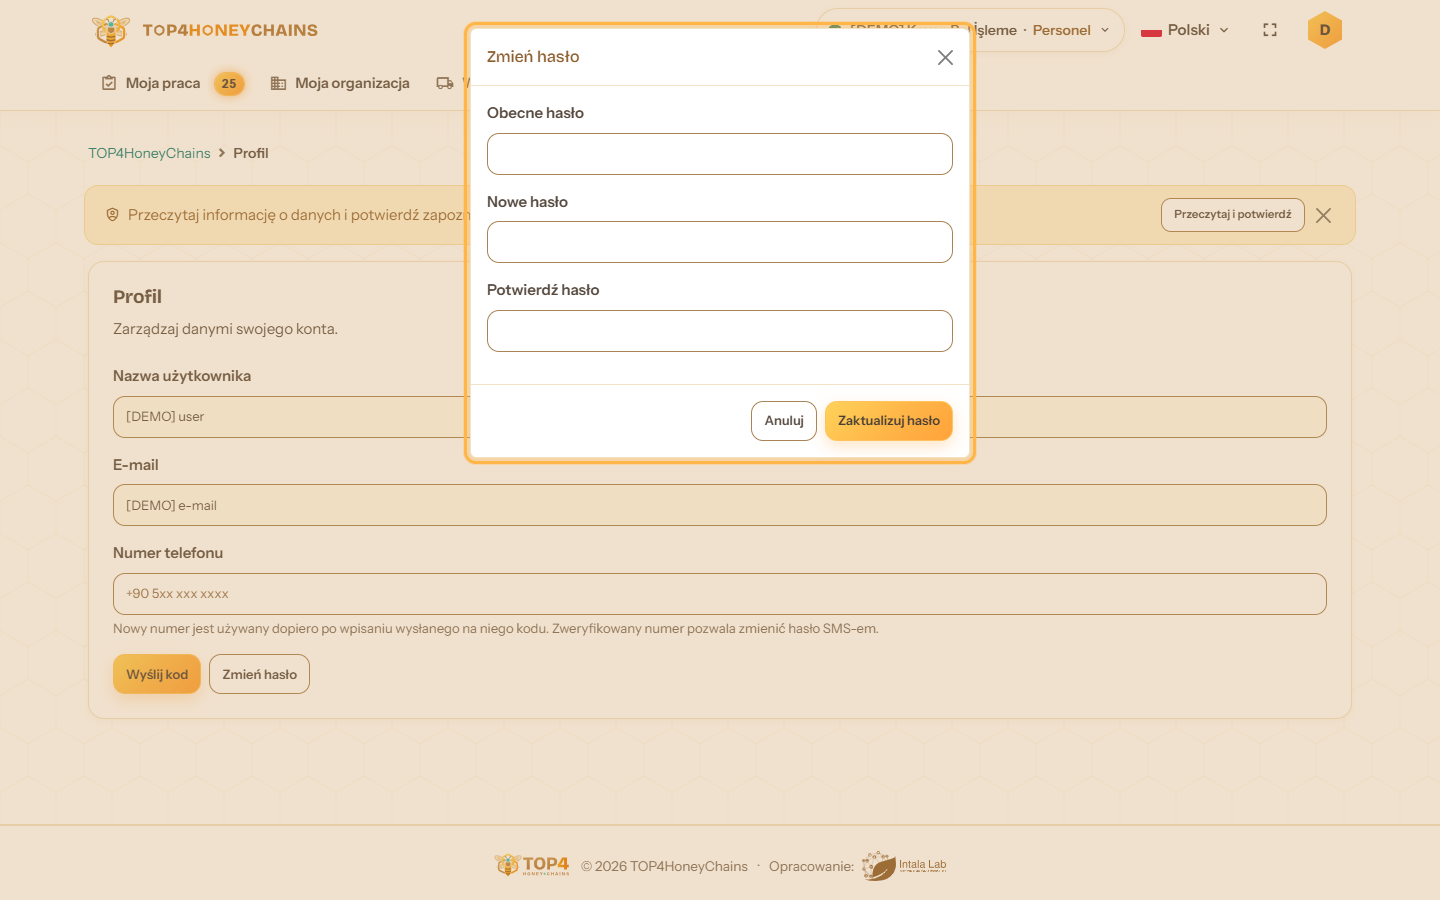 TOP4HONEYCHAINS
İşleme · Personel
Polski
D
Moja praca 25
Moja organizacja
TOP4HoneyChains > Profil
Przeczytaj informację o danych i potwierdź
Przeczytaj i potwierdź
Zmień hasło
Obecne hasło
Nowe hasło
Potwierdź hasło
Anuluj
Zaktualizuj hasło
Profil
Zarządzaj danymi swojego konta.
Nazwa użytkownika
[DEMO] user
E-mail
[DEMO] e-mail
Numer telefonu
+90 5xx xxx xxxx
Nowy numer jest używany dopiero po wpisaniu wysłanego na niego kodu. Zweryfikowany numer pozwala zmienić hasło SMS-em.
Wyślij kod
Zmień hasło
TOP4
HONEYCHAINS
© 2026 TOP4HoneyChains · Opracowanie:
Intala Lab